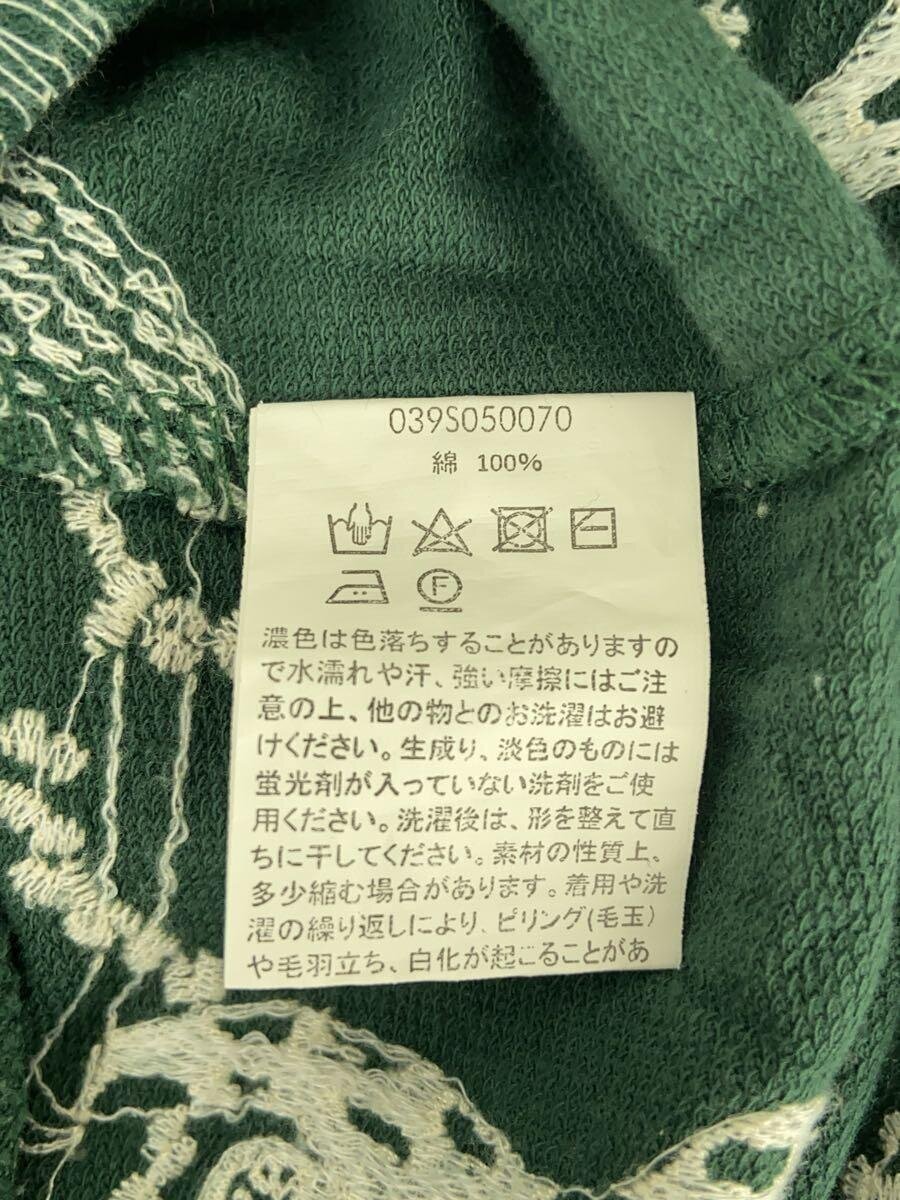 039S050070
綿 100%
F
濃色は色落ちすることがありますの
で水濡れや汗、強い摩擦にはご注
意の上、他の物とのお洗濯はお避
けください。生成り、淡色のものには
蛍光剤が入っていない洗剤をご使
用ください。洗濯後は、形を整えて直
ちに干してください。素材の性質上、
多少縮む場合があります。着用や洗
濯の繰り返しにより、ピリング(毛玉)
や毛羽立ち、白化が起こることがあ